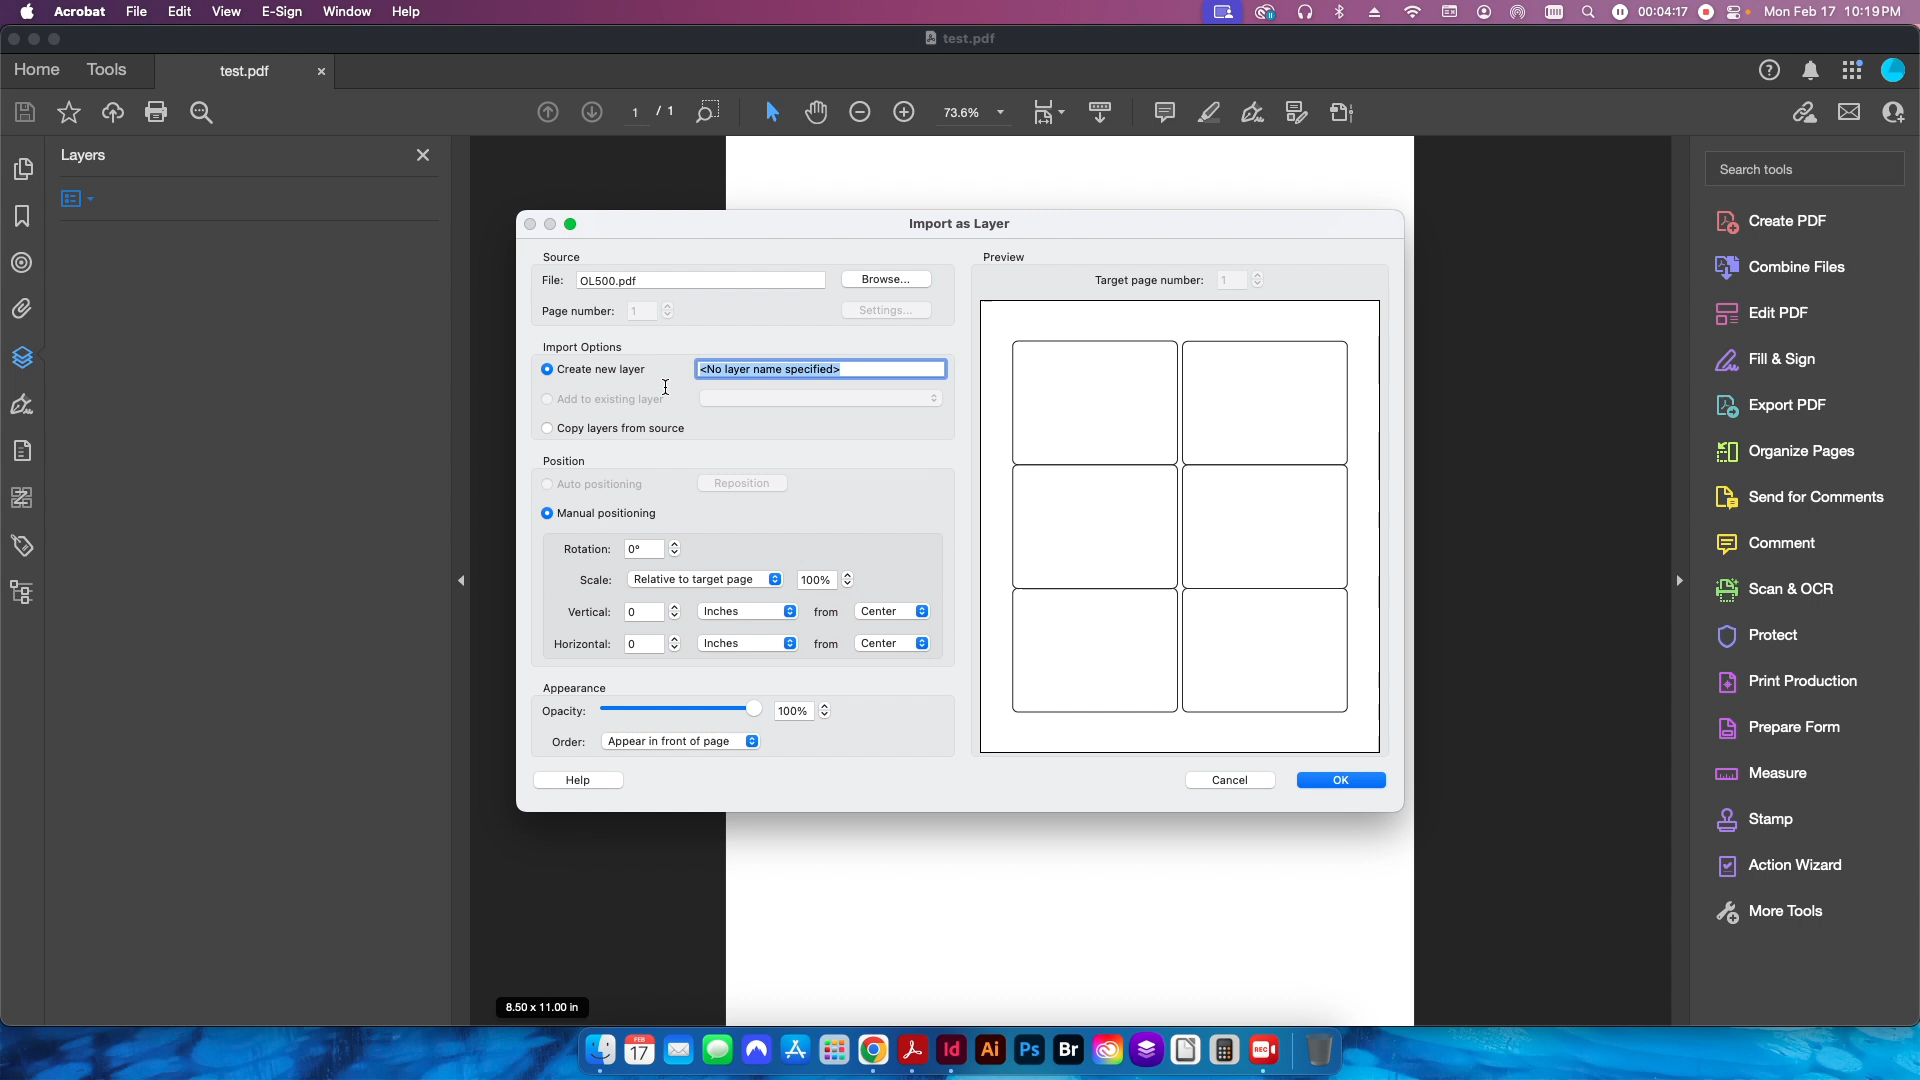 Acrobat File Edit View E-Sign Window Help 00:04:17 Mon Feb 17 10:19 PM
test.pdf
Home Tools test.pdf
1 / 1 73.6%
Layers
Search tools
Create PDF
Combine Files
Edit PDF
Fill & Sign
Export PDF
Organize Pages
Send for Comments
Comment
Scan & OCR
Protect
Print Production
Prepare Form
Measure
Stamp
Action Wizard
More Tools
Import as Layer
Source
File: OL500.pdf Browse...
Page number: 1 Settings...
Import Options
Create new layer <No layer name specified>
Add to existing layer
Copy layers from source
Position
Auto positioning Reposition
Manual positioning
Rotation: 0°
Scale: Relative to target page 100%
Vertical: 0 Inches from Center
Horizontal: 0 Inches from Center
Appearance
Opacity: 100%
Order: Appear in front of page
Preview
Target page number: 1
Help Cancel OK
8.50 x 11.00 in
FEB
17
Id Ai Ps Br REC